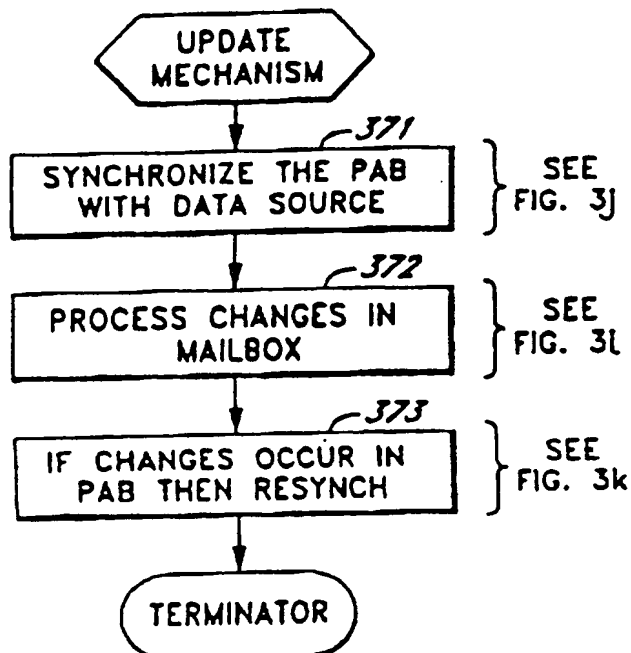 UPDATE
MECHANISM
371
SYNCHRONIZE THE PAB
WITH DATA SOURCE
SEE
FIG. 3j
372
PROCESS CHANGES IN
MAILBOX
SEE
FIG. 3l
373
IF CHANGES OCCUR IN
PAB THEN RESYNCH
SEE
FIG. 3k
TERMINATOR